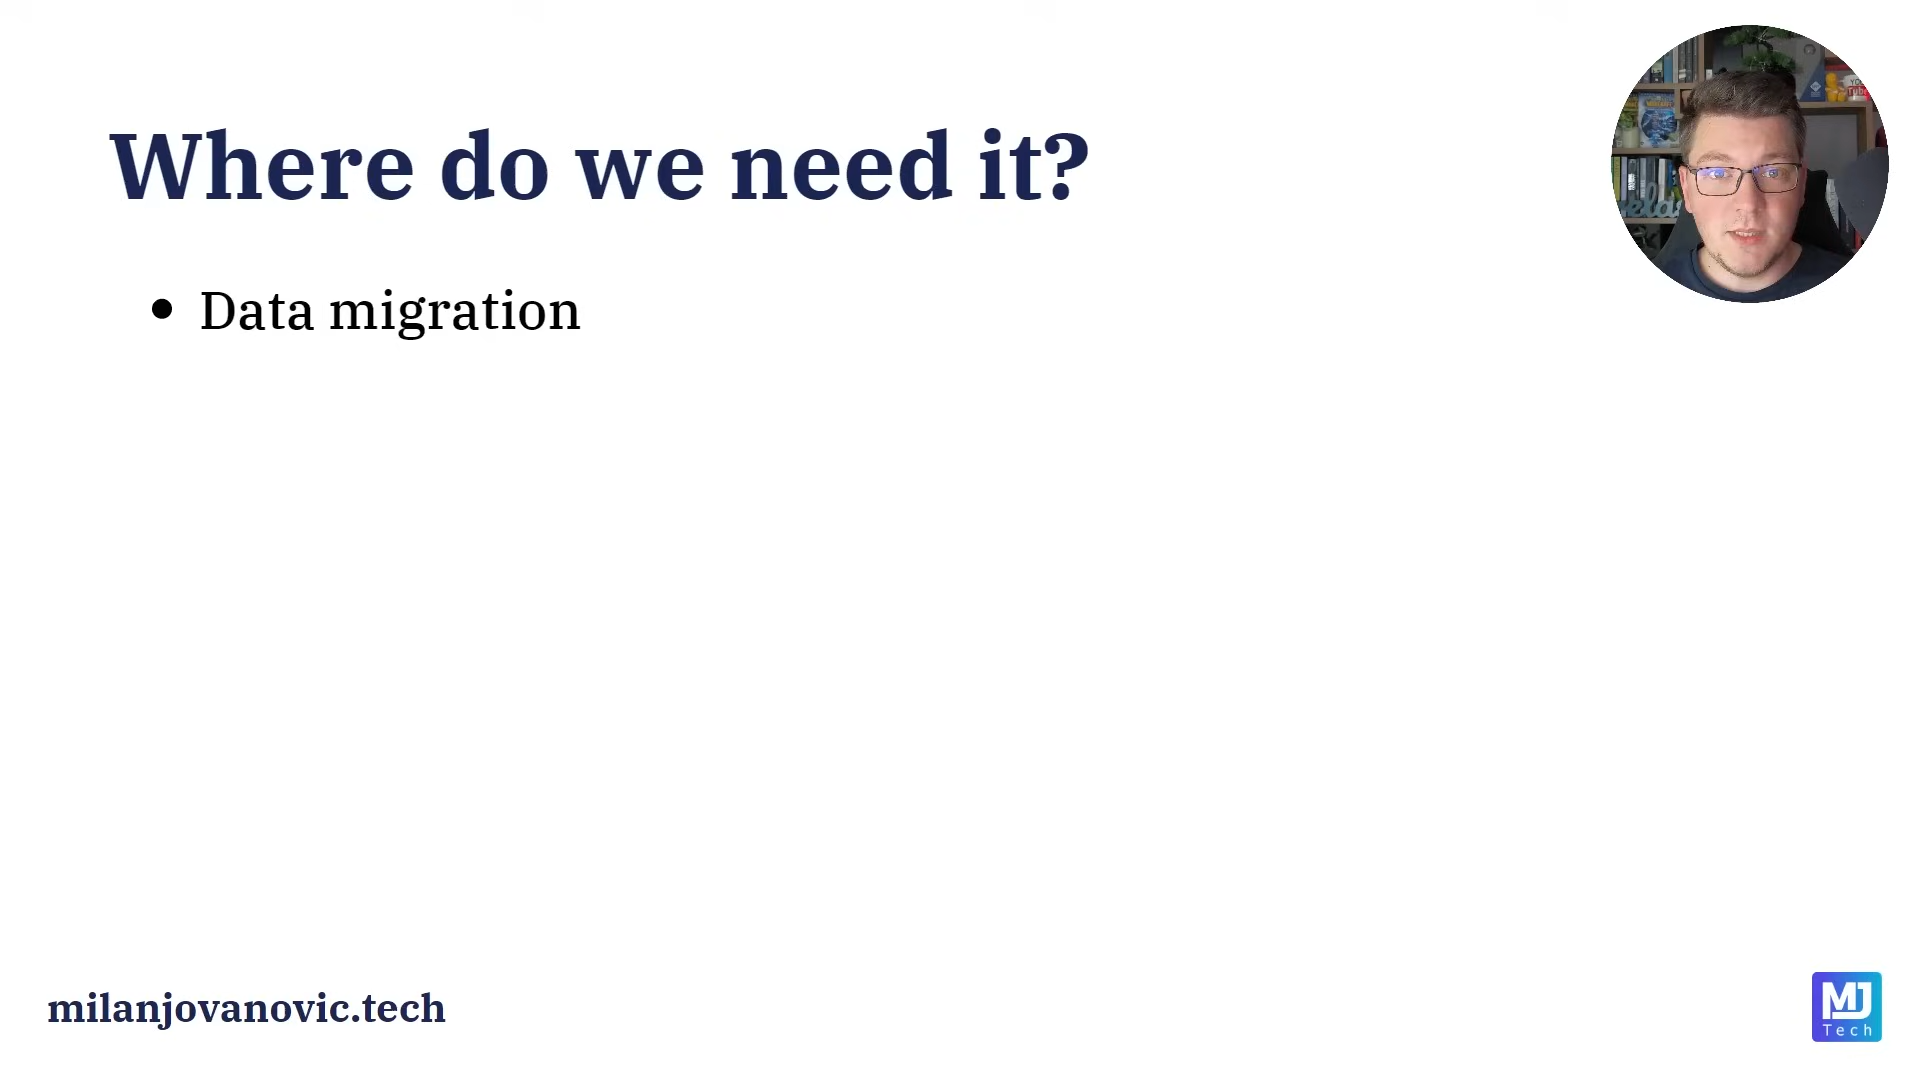 Where do we need it?
• Data migration
milanjovanovic.tech
MJ
Tech